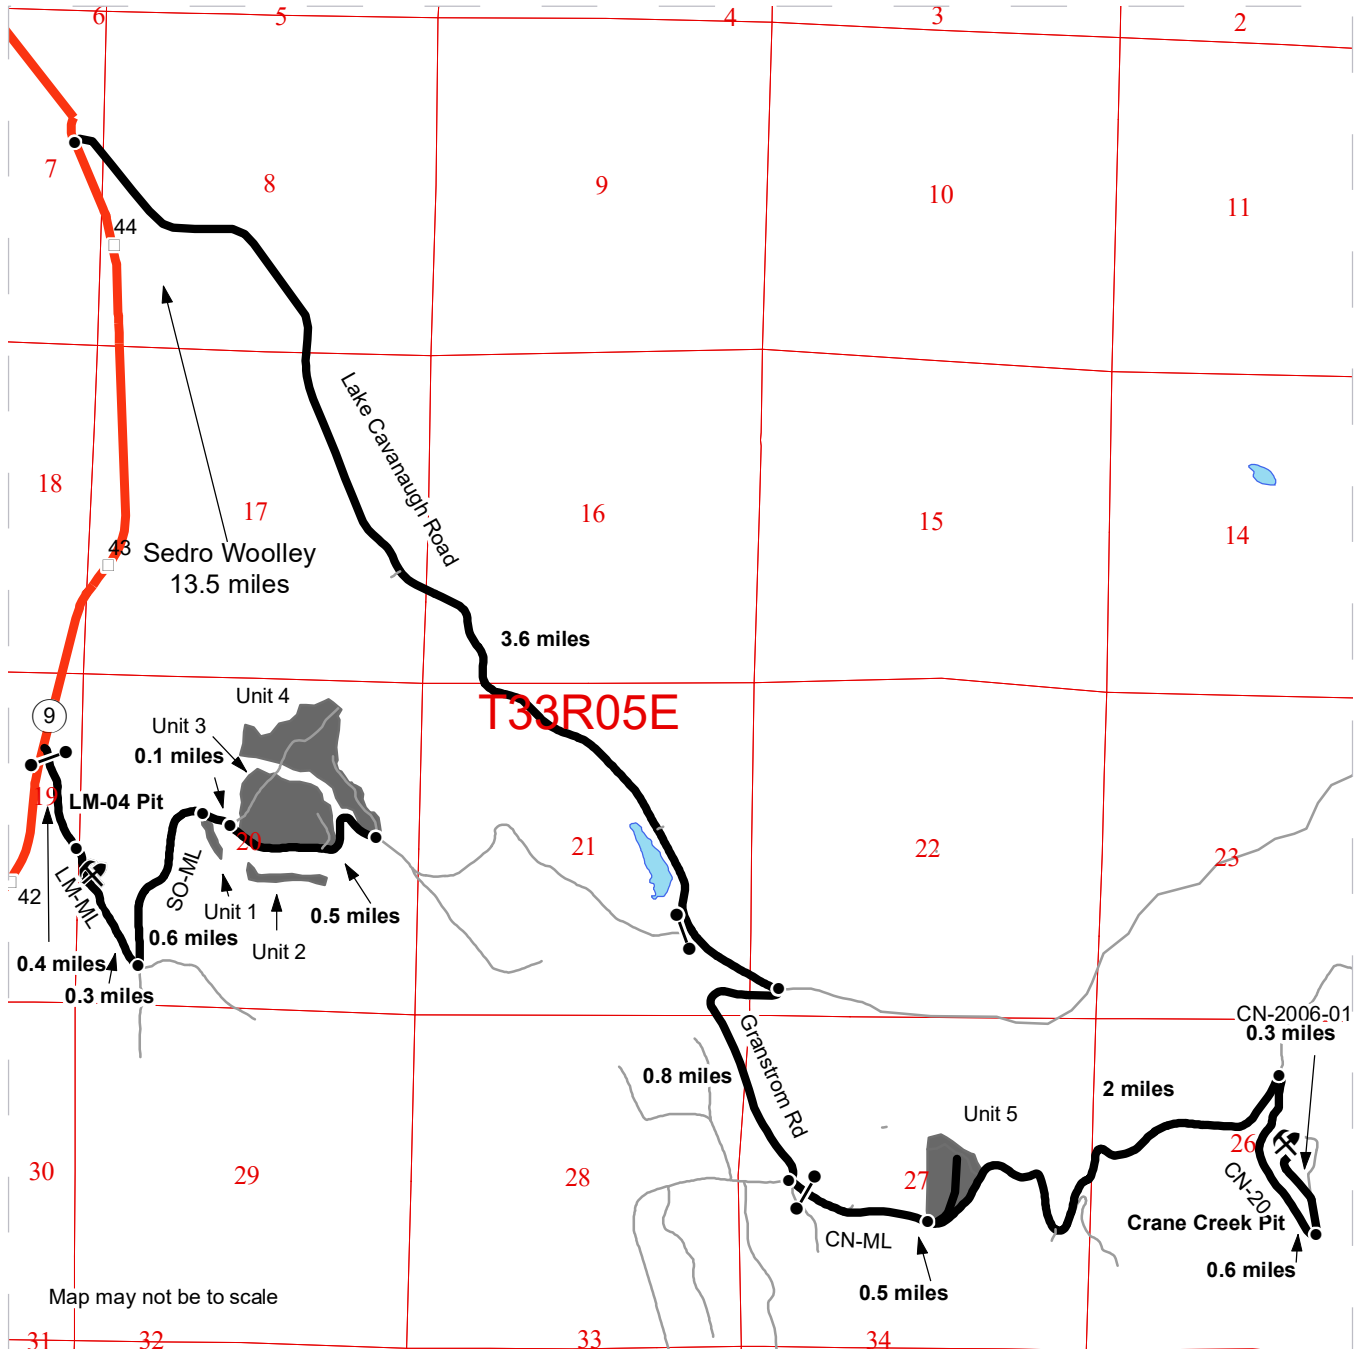 6
5
4
3
2
7
8
9
10
11
44
18
17
16
15
14
Lake Cavanaugh Road
43
Sedro Woolley
13.5 miles
3.6 miles
Unit 4
T33R05E
9
Unit 3
0.1 miles
19
LM-04 Pit
20
21
22
23
42
LM-ML
SO-ML
Unit 1
0.5 miles
0.6 miles
Unit 2
0.4 miles
0.3 miles
CN-2006-01
0.3 miles
Granstrom Rd
0.8 miles
2 miles
Unit 5
26
30
29
28
27
CN-20
Crane Creek Pit
CN-ML
0.6 miles
0.5 miles
Map may not be to scale
31
32
33
34